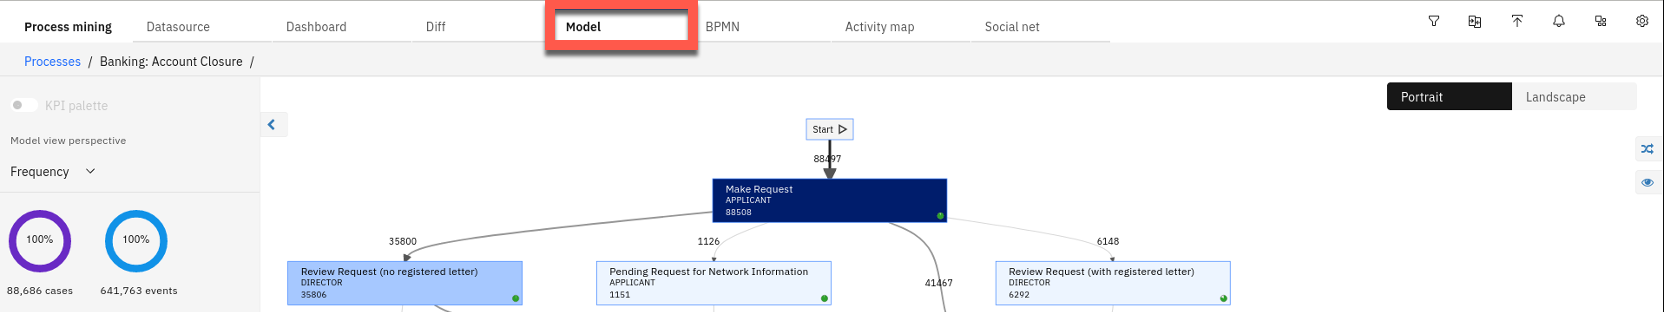 Process mining Datasource Dashboard Diff Model BPMN Activity map Social net
Processes / Banking: Account Closure /
KPI palette
Portrait Landscape
Model view perspective
Frequency
100% 100%
88,686 cases 641,763 events
Start
88497
Make Request
APPLICANT
88508
35800 1126 6148
Review Request (no registered letter)
DIRECTOR
35806
Pending Request for Network Information
APPLICANT
1151
41467
Review Request (with registered letter)
DIRECTOR
6292